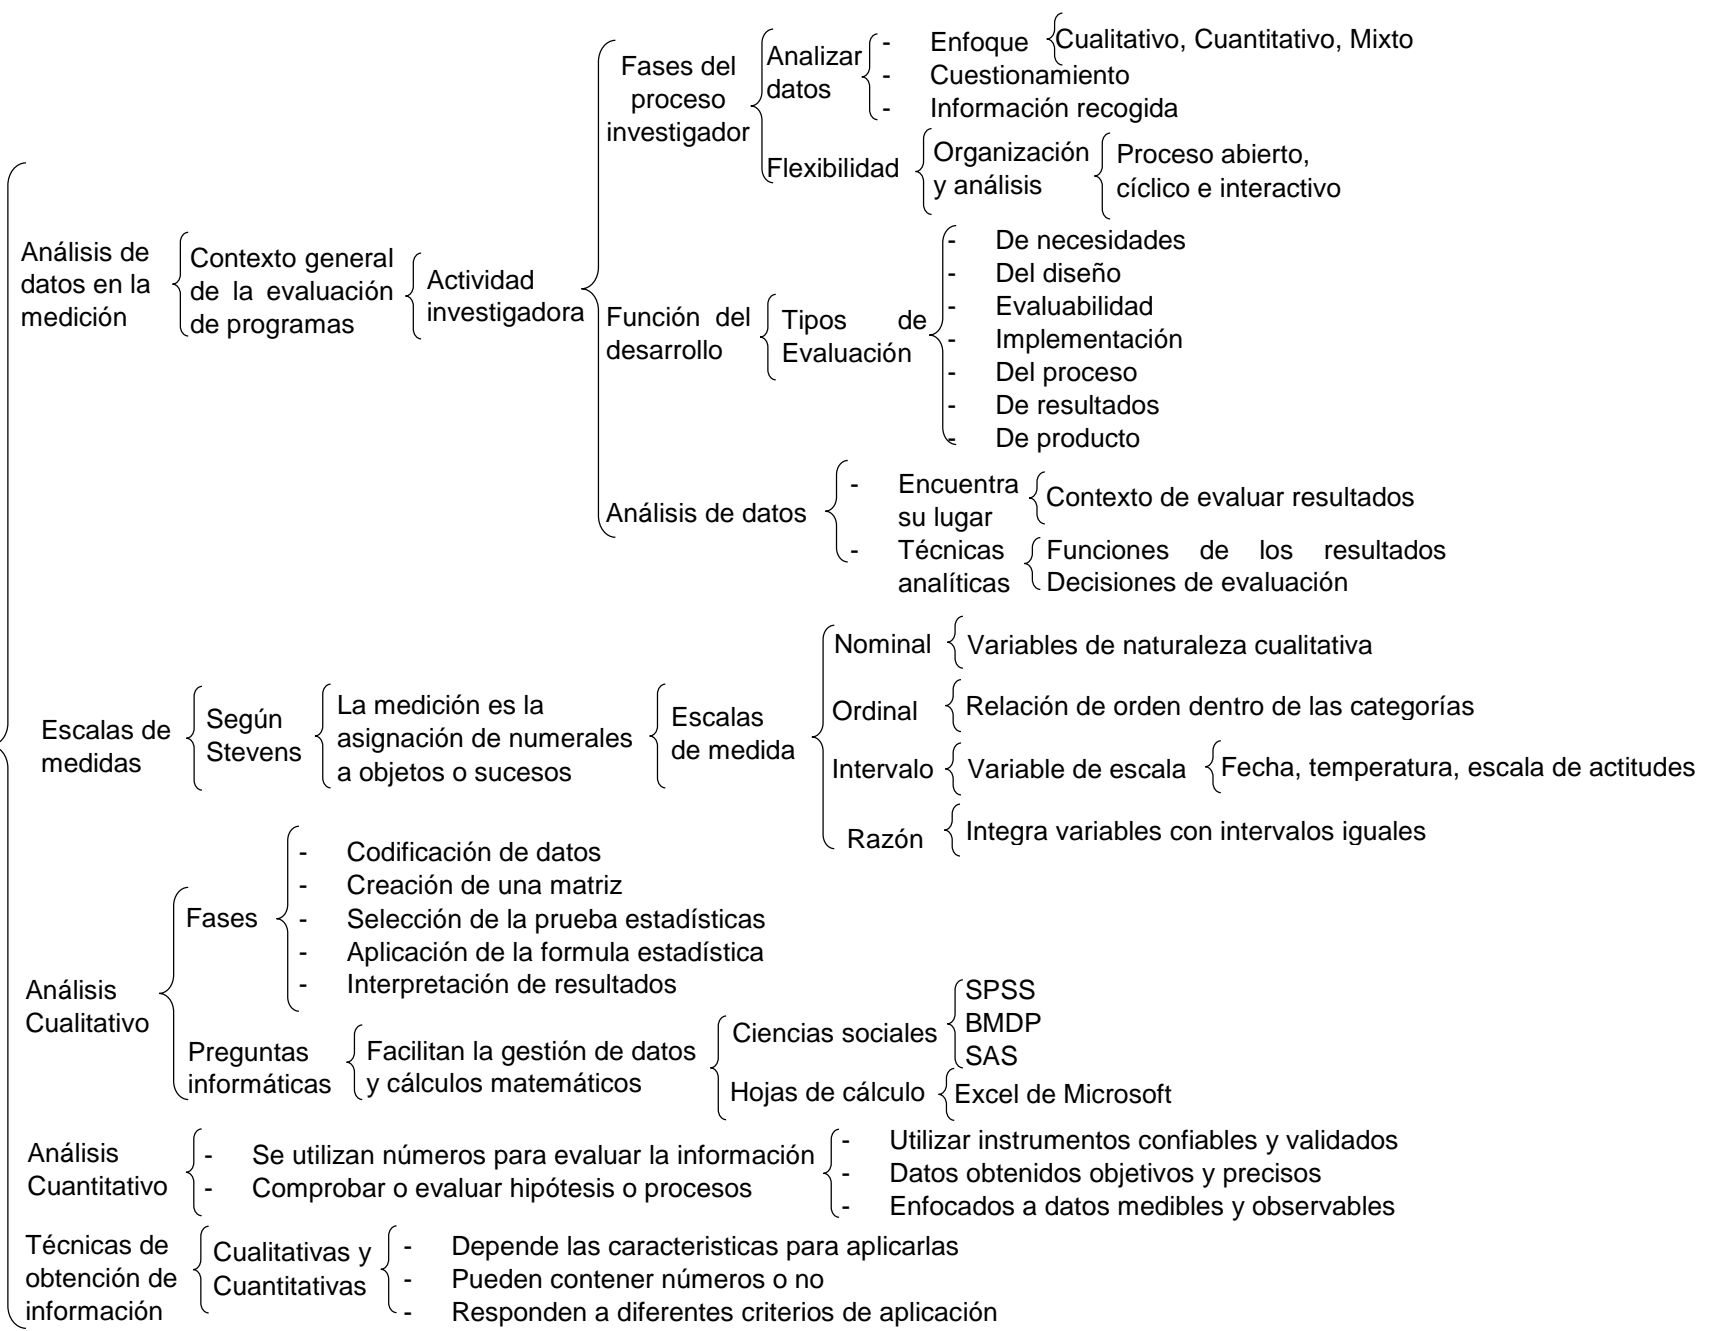 Análisis de
datos en la
medición
Contexto general
de la evaluación
de programas
Actividad
investigadora
Fases del
proceso
investigador
Analizar
datos
- Enfoque
Cualitativo, Cuantitativo, Mixto
- Cuestionamiento
- Información recogida
Flexibilidad
Organización
y análisis
Proceso abierto,
cíclico e interactivo
Función del
desarrollo
Tipos de
Evaluación
- De necesidades
- Del diseño
- Evaluabilidad
- Implementación
- Del proceso
- De resultados
- De producto
Análisis de datos
- Encuentra
su lugar
Contexto de evaluar resultados
- Técnicas
analíticas
Funciones de los resultados
Decisiones de evaluación
Escalas de
medidas
Según
Stevens
La medición es la
asignación de numerales
a objetos o sucesos
Escalas
de medida
Nominal
Variables de naturaleza cualitativa
Ordinal
Relación de orden dentro de las categorías
Intervalo
Variable de escala
Fecha, temperatura, escala de actitudes
Razón
Integra variables con intervalos iguales
Análisis
Cualitativo
Fases
- Codificación de datos
- Creación de una matriz
- Selección de la prueba estadísticas
- Aplicación de la formula estadística
- Interpretación de resultados
Preguntas
informáticas
Facilitan la gestión de datos
y cálculos matemáticos
Ciencias sociales
SPSS
BMDP
SAS
Hojas de cálculo
Excel de Microsoft
Análisis
Cuantitativo
- Se utilizan números para evaluar la información
- Comprobar o evaluar hipótesis o procesos
- Utilizar instrumentos confiables y validados
- Datos obtenidos objetivos y precisos
- Enfocados a datos medibles y observables
Técnicas de
obtención de
información
Cualitativas y
Cuantitativas
- Depende las caracteristicas para aplicarlas
- Pueden contener números o no
- Responden a diferentes criterios de aplicación